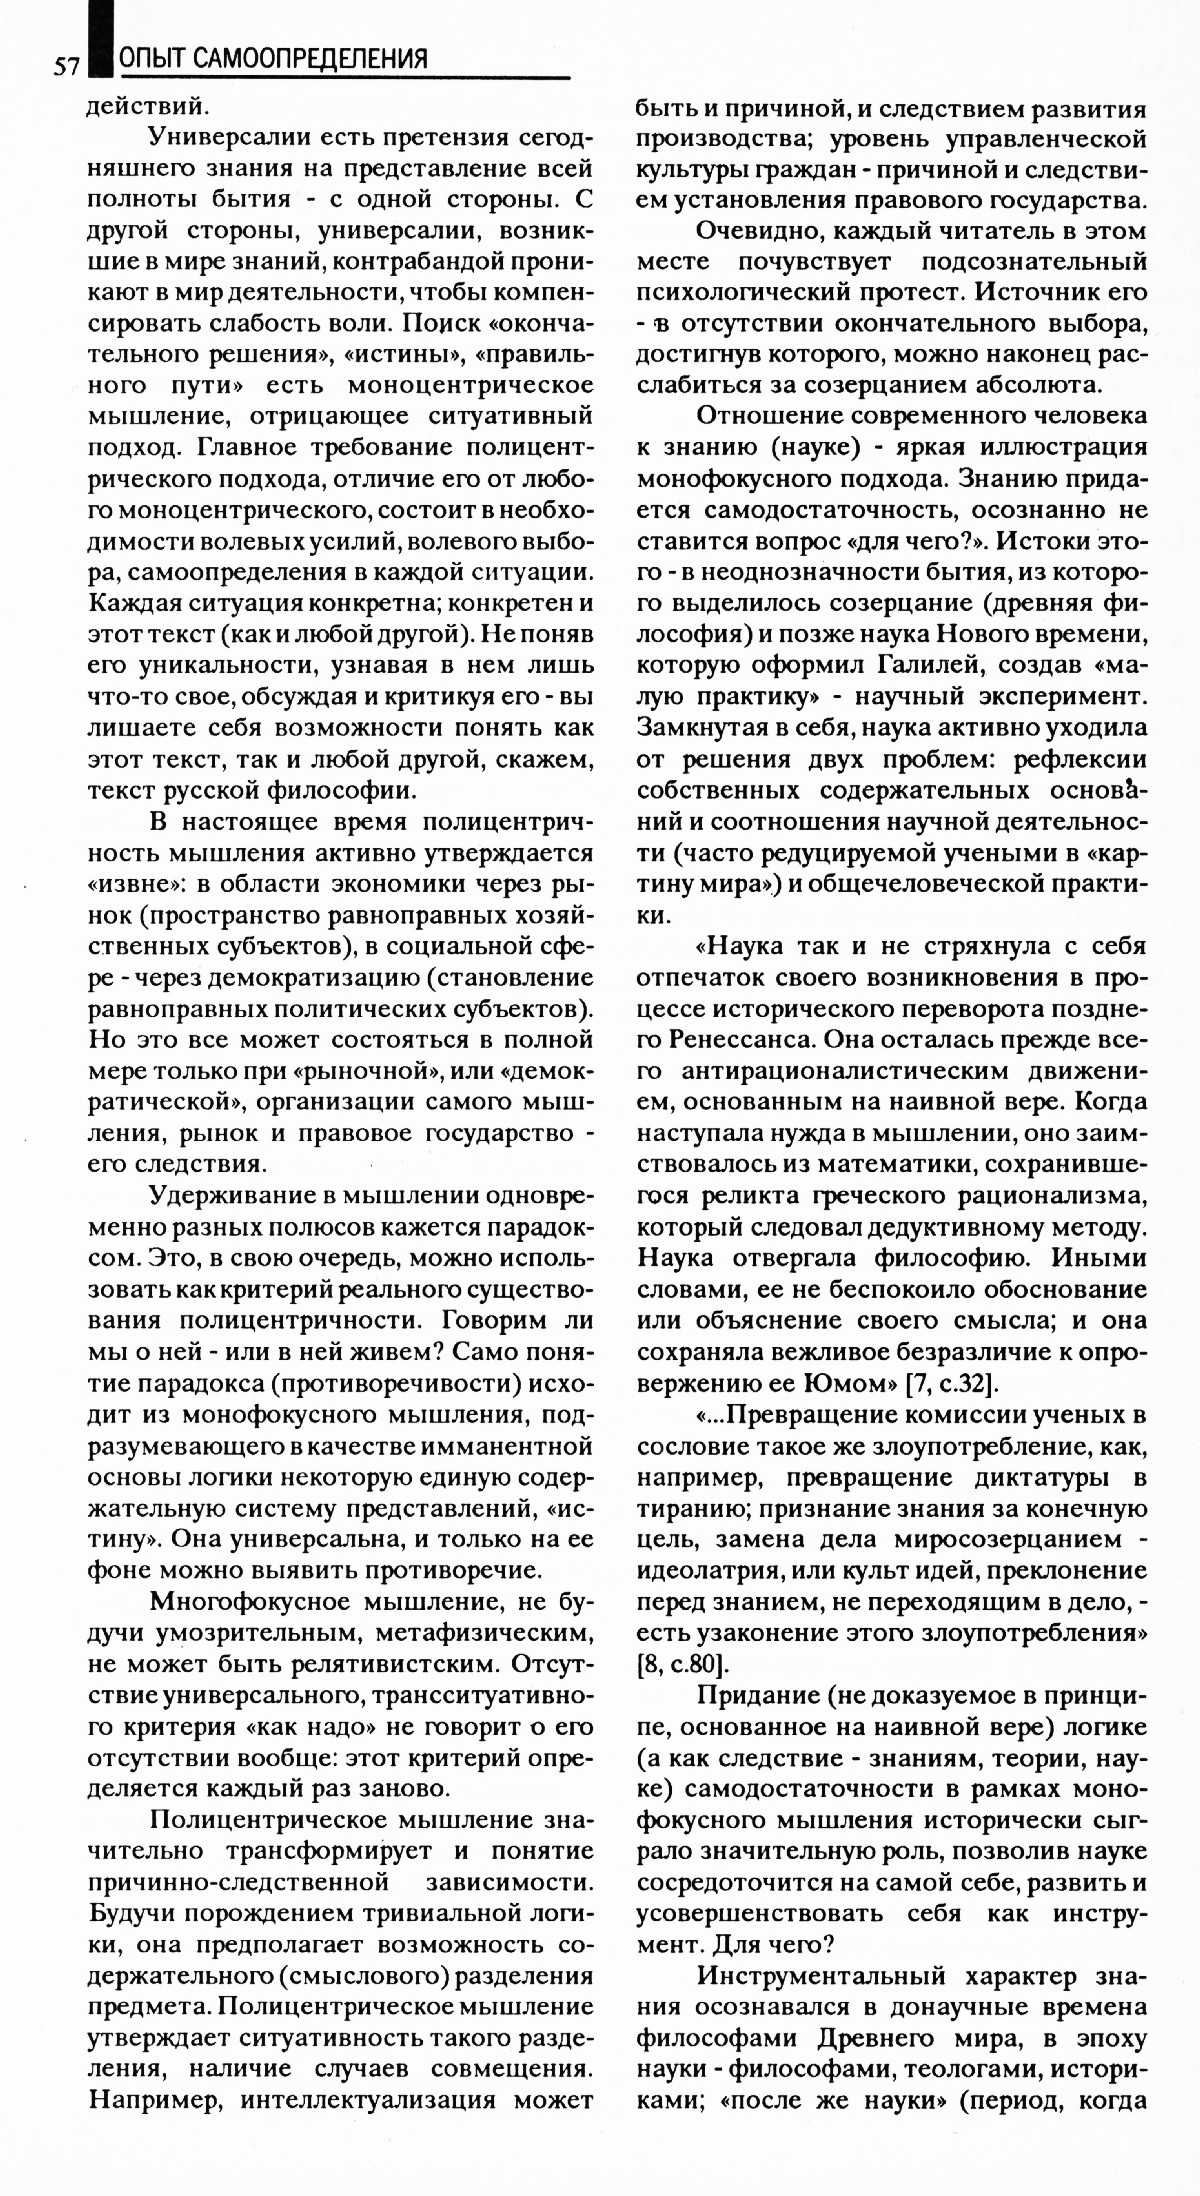 57
ОПЫТ САМООПРЕДЕЛЕНИЯ
действий.
Универсалии есть претензия сегод-
няшнего знания на представление всей
полноты бытия - с одной стороны. С
другой стороны, универсалии, возник-
шие в мире знаний, контрабандой прони-
кают в мир деятельности, чтобы компен-
сировать слабость воли. Поиск «оконча-
тельного решения», «истины», «правиль-
ного пути» есть моноцентрическое
мышление, отрицающее ситуативный
подход. Главное требование полицент-
рического подхода, отличие его от любо-
го моноцентрического, состоит в необхо-
димости волевых усилий, волевого выбо-
ра, самоопределения в каждой ситуации.
Каждая ситуация конкретна; конкретен и
этот текст (как и любой другой). Не поняв
его уникальности, узнавая в нем лишь
что-то свое, обсуждая и критикуя его - вы
лишаете себя возможности понять как
этот текст, так и любой другой, скажем,
текст русской философии.
В настоящее время полицентрич-
ность мышления активно утверждается
«извне»: в области экономики через ры-
нок (пространство равноправных хозяй-
ственных субъектов), в социальной сфе-
ре - через демократизацию (становление
равноправных политических субъектов).
Но это все может состояться в полной
мере только при «рыночной», или «демок-
ратической», организации самого мыш-
ления, рынок и правовое государство -
его следствия.
Удерживание в мышлении одновре-
менно разных полюсов кажется парадок-
сом. Это, в свою очередь, можно исполь-
зовать как критерий реального существо-
вания полицентричности. Говорим ли
мы о ней - или в ней живем? Само поня-
тие парадокса (противоречивости) исхо-
дит из монофокусного мышления, под-
разумевающего в качестве имманентной
основы логики некоторую единую содер-
жательную систему представлений, «ис-
тину». Она универсальна, и только на ее
фоне можно выявить противоречие.
Многофокусное мышление, не бу-
дучи умозрительным, метафизическим,
не может быть релятивистским. Отсут-
ствие универсального, трансситуативно-
го критерия «как надо» не говорит о его
отсутствии вообще: этот критерий опре-
деляется каждый раз заново.
Полицентрическое мышление зна-
чительно трансформирует и понятие
причинно-следственной зависимости.
Будучи порождением тривиальной логи-
ки, она предполагает возможность со-
держательного (смыслового) разделения
предмета. Полицентрическое мышление
утверждает ситуативность такого разде-
ления, наличие случаев совмещения.
Например, интеллектуализация может
быть и причиной, и следствием развития
производства; уровень управленческой
культуры граждан - причиной и следстви-
ем установления правового государства.
Очевидно, каждый читатель в этом
месте почувствует подсознательный
психологический протест. Источник его
- в отсутствии окончательного выбора,
достигнув которого, можно наконец рас-
слабиться за созерцанием абсолюта.
Отношение современного человека
к знанию (науке) - яркая иллюстрация
монофокусного подхода. Знанию прида-
ется самодостаточность, осознанно не
ставится вопрос «для чего?». Истоки это-
го - в неоднозначности бытия, из которо-
го выделилось созерцание (древняя фи-
лософия) и позже наука Нового времени,
которую оформил Галилей, создав «ма-
лую практику» - научный эксперимент.
Замкнутая в себя, наука активно уходила
от решения двух проблем: рефлексии
собственных содержательных основа-
ний и соотношения научной деятельнос-
ти (часто редуцируемой учеными в «кар-
тину мира») и общечеловеческой практи-
ки.
«Наука так и не стряхнула с себя
отпечаток своего возникновения в про-
цессе исторического переворота поздне-
го Ренессанса. Она осталась прежде все-
го антирационалистическим движени-
ем, основанным на наивной вере. Когда
наступала нужда в мышлении, оно заим-
ствовалось из математики, сохранивше-
гося реликта греческого рационализма,
который следовал дедуктивному методу.
Наука отвергала философию. Иными
словами, ее не беспокоило обоснование
или объяснение своего смысла; и она
сохраняла вежливое безразличие к опро-
вержению ее Юмом» [7, с.32].
«...Превращение комиссии ученых в
сословие такое же злоупотребление, как,
например, превращение диктатуры в
тиранию; признание знания за конечную
цель, замена дела миросозерцанием -
идеолатрия, или культ идей, преклонение
перед знанием, не переходящим в дело, -
есть узаконение этого злоупотребления»
[8, с.80].
Придание (не доказуемое в принци-
пе, основанное на наивной вере) логике
(а как следствие - знаниям, теории, нау-
ке) самодостаточности в рамках моно-
фокусного мышления исторически сыг-
рало значительную роль, позволив науке
сосредоточится на самой себе, развить и
усовершенствовать себя как инстру-
мент. Для чего?
Инструментальный характер зна-
ния осознавался в донаучные времена
философами Древнего мира, в эпоху
науки - философами, теологами, истори-
ками; «после же науки» (период, когда